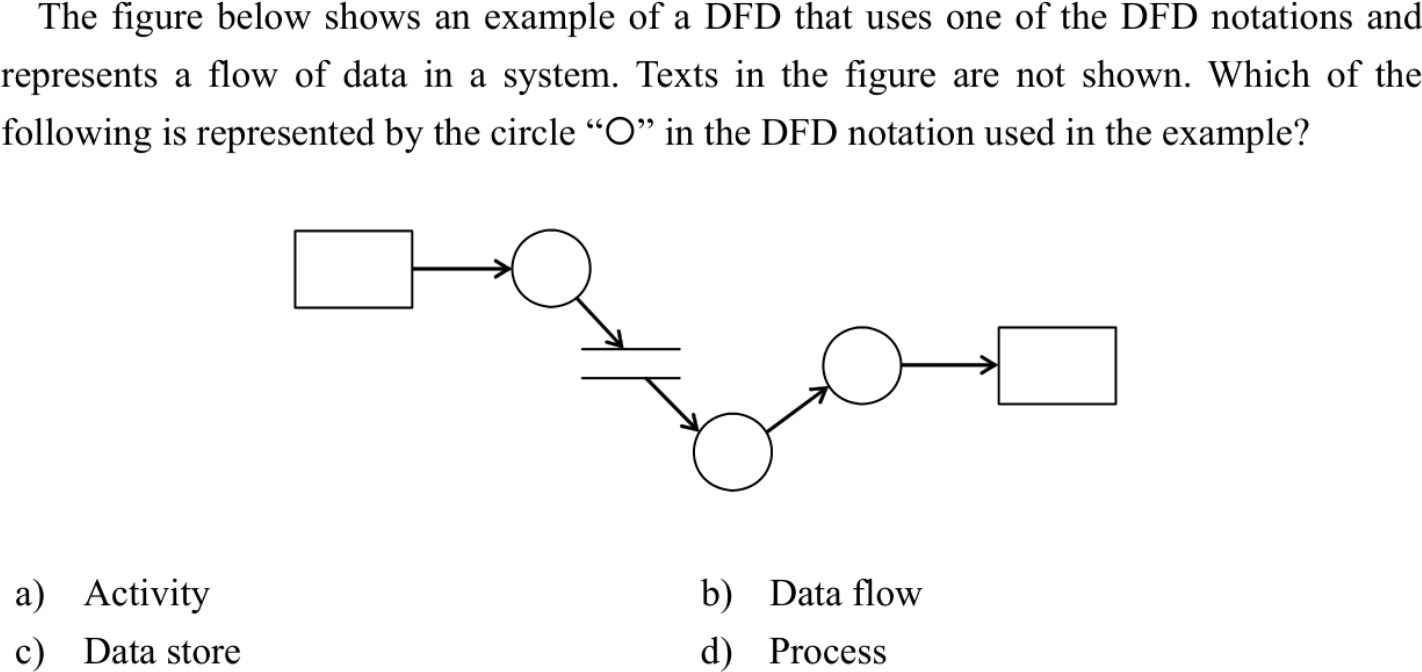 The figure below shows an example of a DFD that uses one of the DFD notations and
represents a flow of data in a system. Texts in the figure are not shown. Which of the
following is represented by the circle “○” in the DFD notation used in the example?
a) Activity b) Data flow
c) Data store d) Process